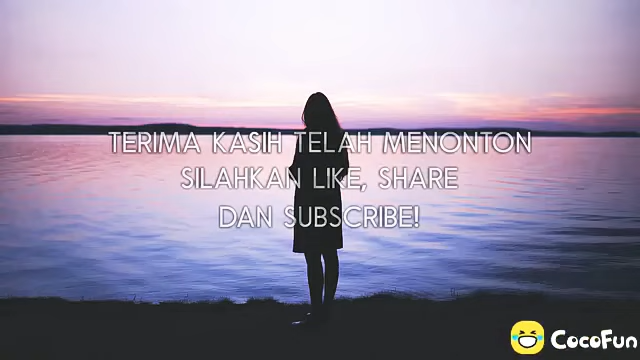 TERIMA KASIH TELAH MENONTON
SILAHKAN LIKE, SHARE
DAN SUBSCRIBE!
CocoFun